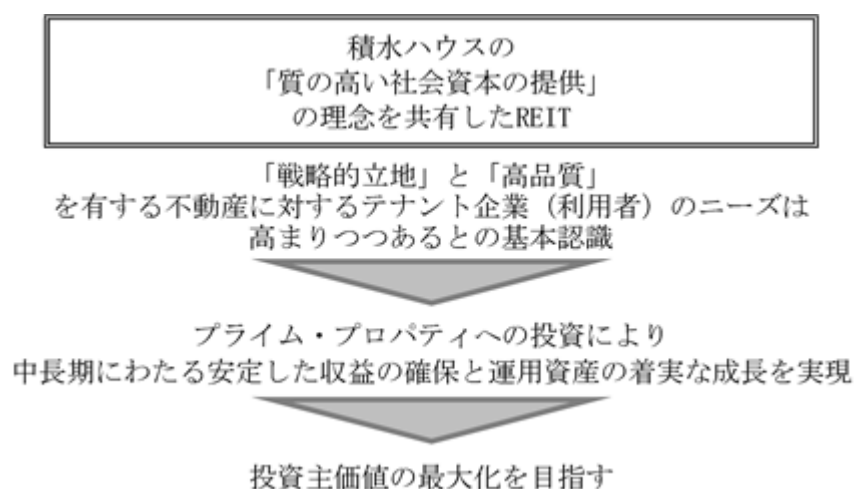 積水ハウスの
「質の高い社会資本の提供」
の理念を共有したREIT
「戦略的立地」と「高品質」
を有する不動産に対するテナント企業（利用者）のニーズは
高まりつつあるとの基本認識
プライム・プロパティへの投資により
中長期にわたる安定した収益の確保と運用資産の着実な成長を実現
投資主価値の最大化を目指す